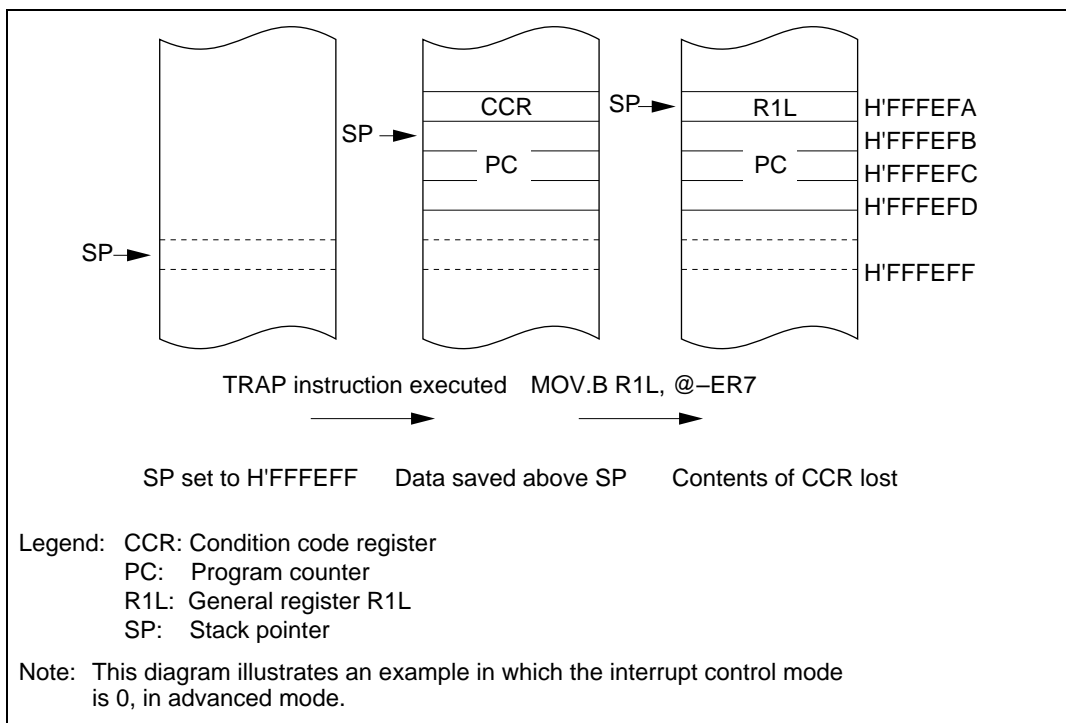 CCR
SP
R1L
H'FFFEFA
SP
H'FFFEFB
PC
PC
H'FFFEFC
H'FFFEFD
SP
H'FFFEFF
TRAP instruction executed
MOV.B R1L, @–ER7
SP set to H'FFFEFF
Data saved above SP
Contents of CCR lost
Legend: CCR: Condition code register
PC: Program counter
R1L: General register R1L
SP: Stack pointer
Note: This diagram illustrates an example in which the interrupt control mode
is 0, in advanced mode.